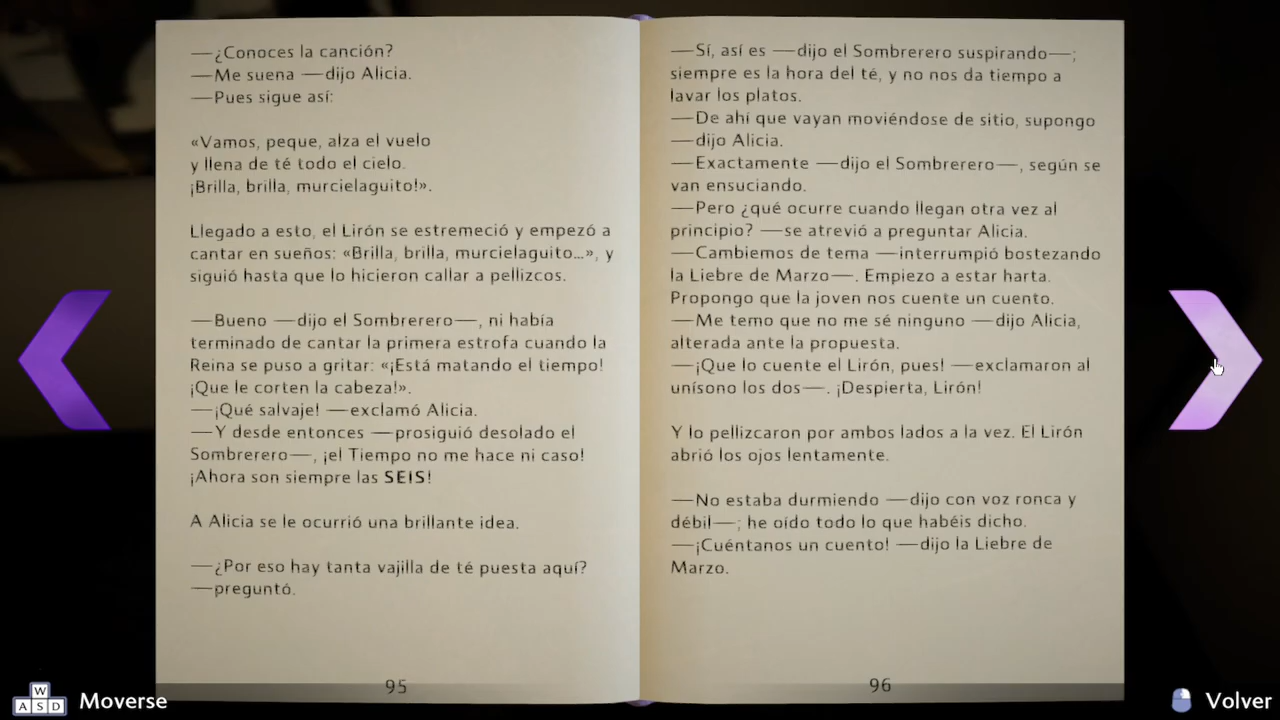 —¿Conoces la canción?
—Me suena —dijo Alicia.
—Pues sigue así:
«Vamos, peque, alza el vuelo
y llena de té todo el cielo.
¡Brilla, brilla, murcielaguito!».
Llegado a esto, el Lirón se estremeció y empezó a
cantar en sueños: «Brilla, brilla, murcielaguito...», y
siguió hasta que lo hicieron callar a pellizcos.
—Bueno —dijo el Sombrerero—, ni había
terminado de cantar la primera estrofa cuando la
Reina se puso a gritar: «¡Está matando el tiempo!
¡Que le corten la cabeza!».
—¡Qué salvaje! —exclamó Alicia.
—Y desde entonces —prosiguió desolado el
Sombrerero—, ¡el Tiempo no me hace ni caso!
¡Ahora son siempre las SEIS!
A Alicia se le ocurrió una brillante idea.
—¿Por eso hay tanta vajilla de té puesta aquí?
—preguntó.
95
—Sí, así es —dijo el Sombrerero suspirando—;
siempre es la hora del té, y no nos da tiempo a
lavar los platos.
—De ahí que vayan moviéndose de sitio, supongo
—dijo Alicia.
—Exactamente —dijo el Sombrerero—, según se
van ensuciando.
—Pero ¿qué ocurre cuando llegan otra vez al
principio? —se atrevió a preguntar Alicia.
—Cambiemos de tema —interrumpió bostezando
la Liebre de Marzo—. Empiezo a estar harta.
Propongo que la joven nos cuente un cuento.
—Me temo que no me sé ninguno —dijo Alicia,
alterada ante la propuesta.
—¡Que lo cuente el Lirón, pues! —exclamaron al
unísono los dos—. ¡Despierta, Lirón!
Y lo pellizcaron por ambos lados a la vez. El Lirón
abrió los ojos lentamente.
—No estaba durmiendo —dijo con voz ronca y
débil—; he oído todo lo que habéis dicho.
—¡Cuéntanos un cuento! —dijo la Liebre de
Marzo.
96
W
A S D Moverse
Volver